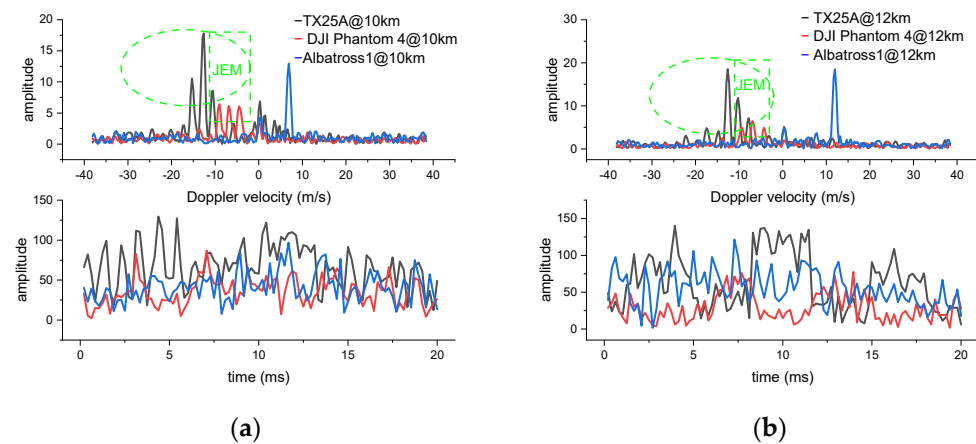 TX25A@10km
DJI Phantom 4@10km
Albatross1@10km
JEM
amplitude
20
15
10
5
0
-40 -30 -20 -10 0 10 20 30 40
Doppler velocity (m/s)
amplitude
150
100
50
0
0 5 10 15 20
time (ms)
(a)
TX25A@12km
DJI Phantom 4@12km
Albatross1@12km
JEM
amplitude
30
20
10
0
-40 -30 -20 -10 0 10 20 30 40
Doppler velocity (m/s)
amplitude
150
100
50
0
0 5 10 15 20
time (ms)
(b)